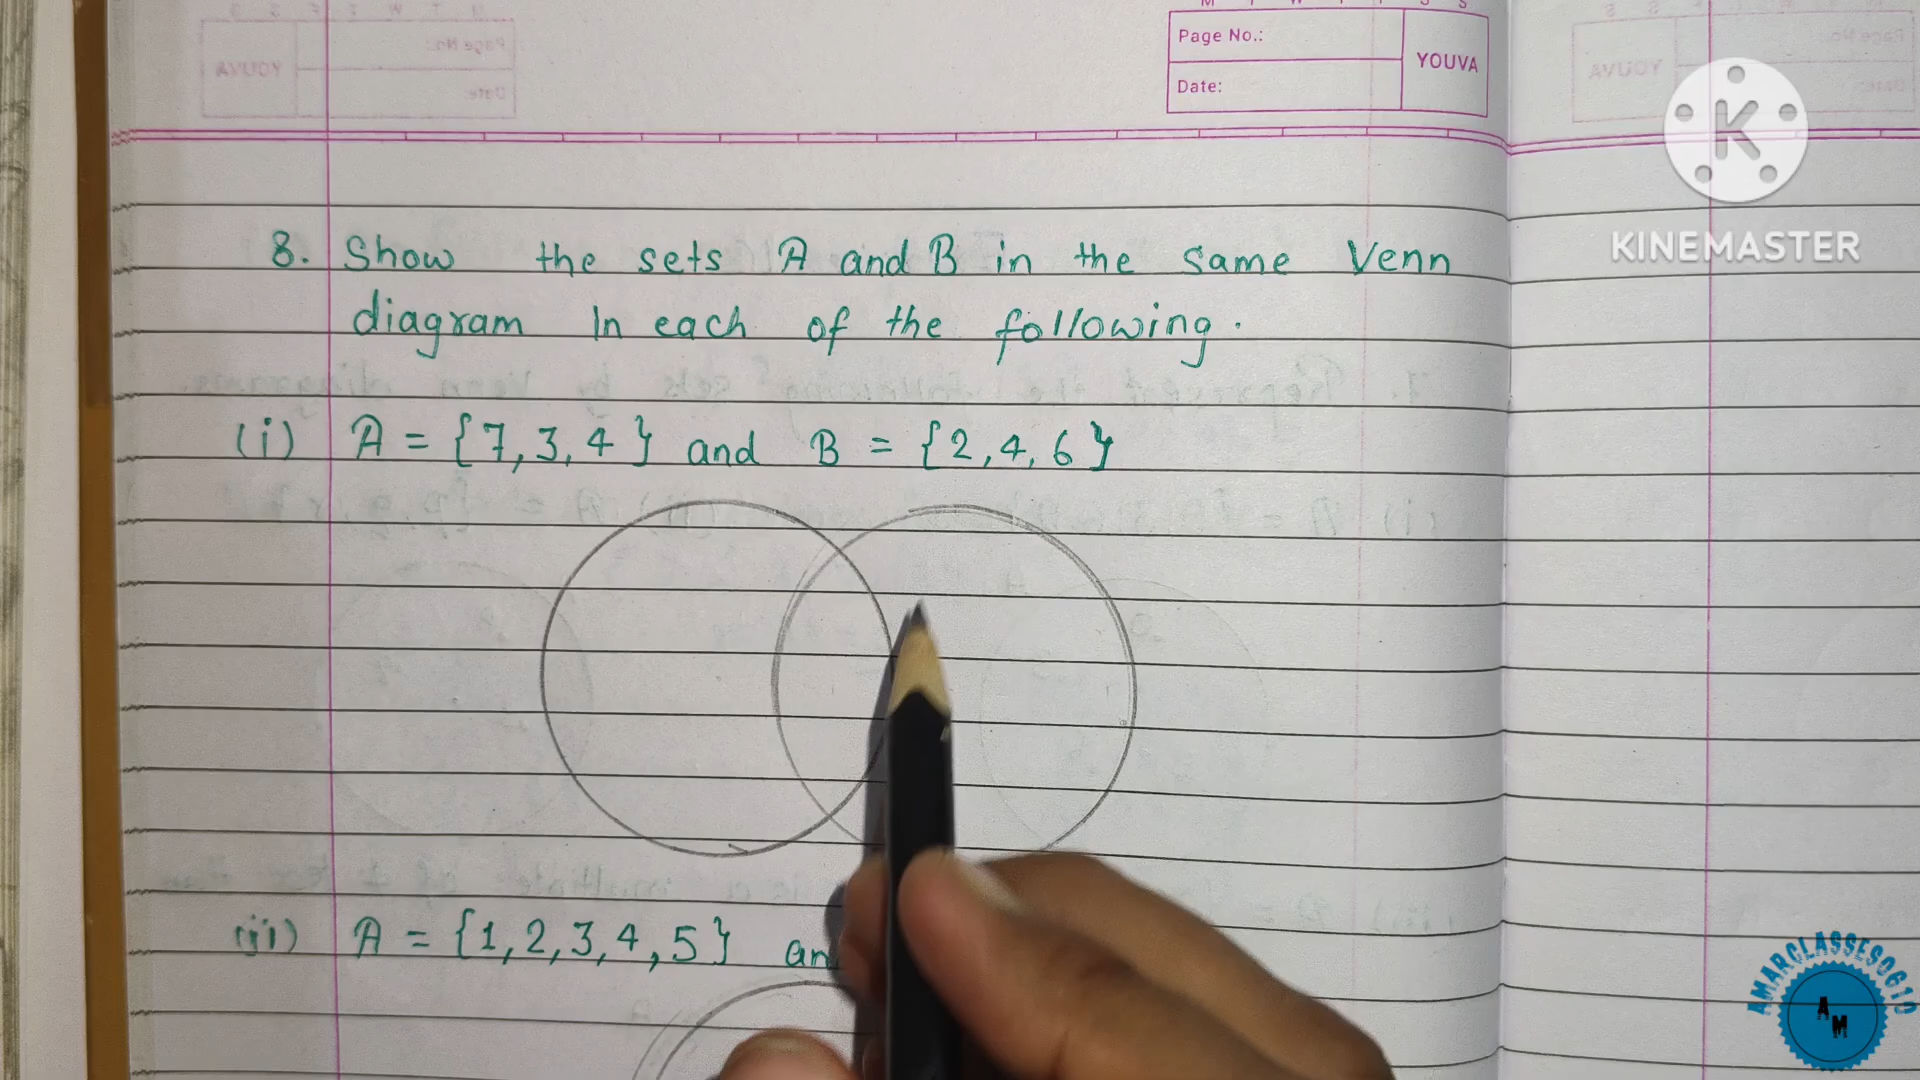 Page No.:
YOUVA
Date:
KINEMASTER
8. Show the sets A and B in the same Venn
diagram In each of the following.
(i) A = {7, 3, 4} and B = {2, 4, 6}
(ii) A = {1, 2, 3, 4, 5} an
AMARCLASSES0610
AM